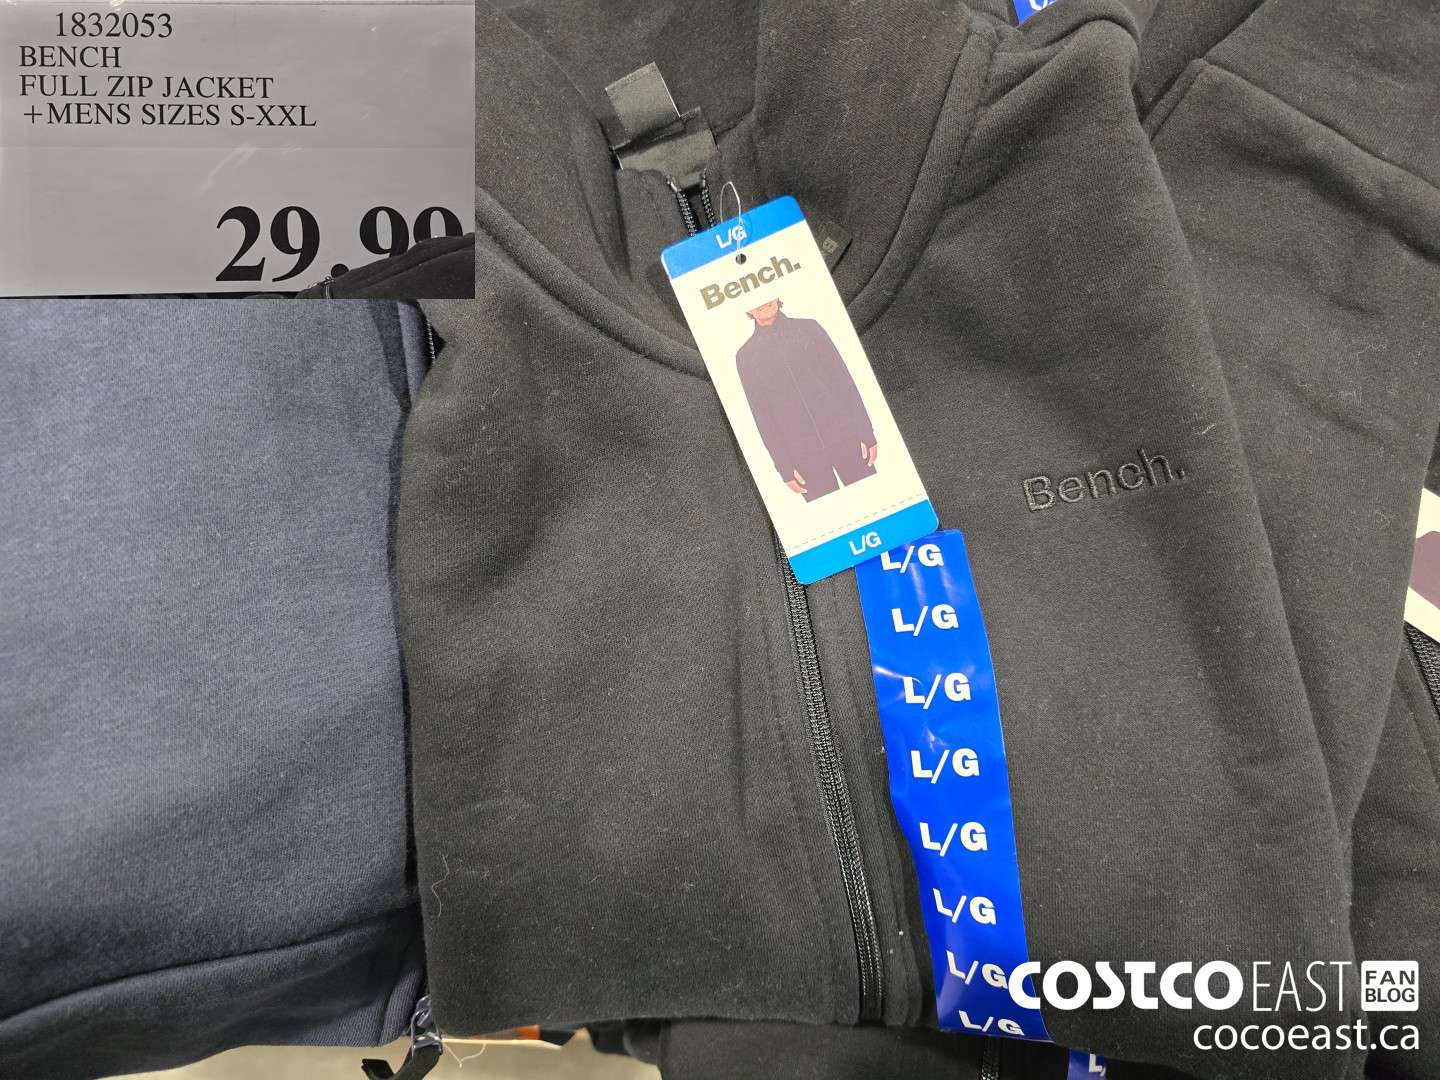 1832053
BENCH
FULL ZIP JACKET
+MENS SIZES S-XXL
29.99
L/G
Bench.
L/G
Bench.
L/G
L/G
L/G
L/G
L/G
L/G
L/G
L/G
COSTCO EAST FAN BLOG
cocoeast.ca